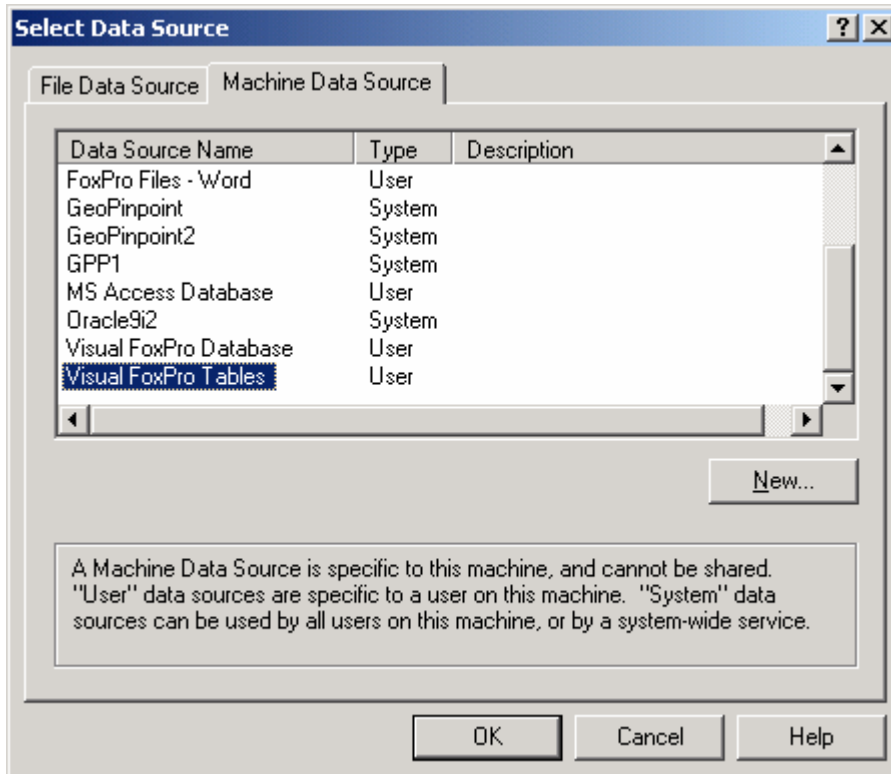 Select Data Source
File Data Source Machine Data Source
Data Source Name Type Description
FoxPro Files - Word User
GeoPinpoint System
GeoPinpoint2 System
GPP1 System
MS Access Database User
Oracle9i2 System
Visual FoxPro Database User
Visual FoxPro Tables User
New...
A Machine Data Source is specific to this machine, and cannot be shared.
"User" data sources are specific to a user on this machine. "System" data
sources can be used by all users on this machine, or by a system-wide service.
OK Cancel Help